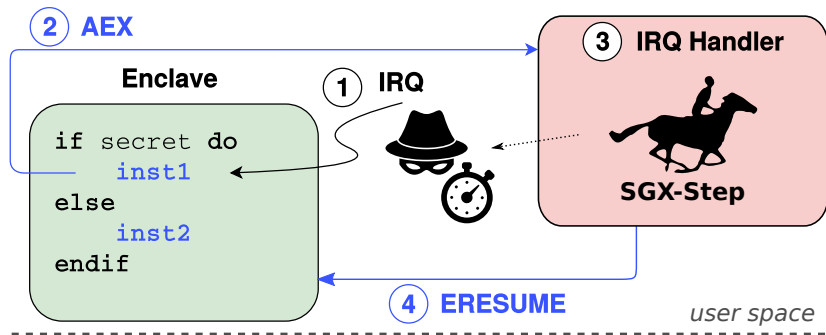 2 AEX
3 IRQ Handler
Enclave
1 IRQ
if secret do
inst1
else
inst2
endif
SGX-Step
4 ERESUME
user space